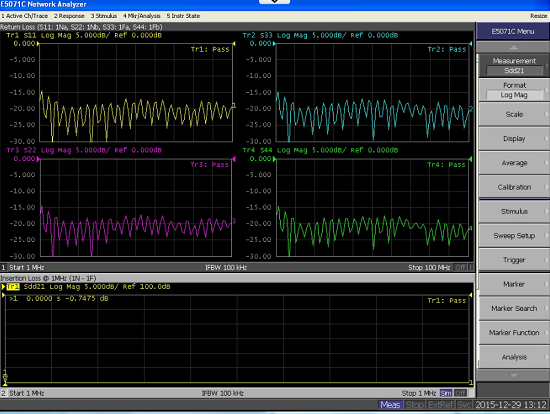 E5071C Network Analyzer
1 Active Ch/Trace 2 Response 3 Stimulus 4 Mkr/Analysis 5 Instr State
Return Loss (S11: 1Na, S22: 1Nb, S33: 1Fa, S44: 1Fb)
Tr1 S11 Log Mag 5.000dB/ Ref 0.000dB
0.000
Tr1: Pass
-5.000
-10.00
-15.00
-20.00
-25.00
-30.00
1
Tr2 S33 Log Mag 5.000dB/ Ref 0.000dB
0.000
Tr2: Pass
-5.000
-10.00
-15.00
-20.00
-25.00
-30.00
2
Tr3 S22 Log Mag 5.000dB/ Ref 0.000dB
0.000
Tr3: Pass
-5.000
-10.00
-15.00
-20.00
-25.00
-30.00
3
Tr4 S44 Log Mag 5.000dB/ Ref 0.000dB
0.000
Tr4: Pass
-5.000
-10.00
-15.00
-20.00
-25.00
-30.00
4
1 Start 1 MHz IFBW 100 kHz Stop 100 MHz Off
Insertion Loss @ 1MHz (1N - 1F)
Tr1 Sdd21 Log Mag 5.000dB/ Ref 100.0dB
>1 0.0000 s -0.7475 dB
Tr1: Pass
1
1
2 Start 1 MHz IFBW 100 kHz Stop 1 MHz Sim Off
Meas Stop ExtRef Svc 2015-12-29 13:12
E5071C Menu
Measurement
Sdd21
Format
Log Mag
Scale
Display
Average
Calibration
Stimulus
Sweep Setup
Trigger
Marker
Marker Search
Marker Function
Analysis